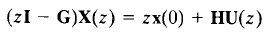 (zI − G)X(z) = zx(0) + HU(z)